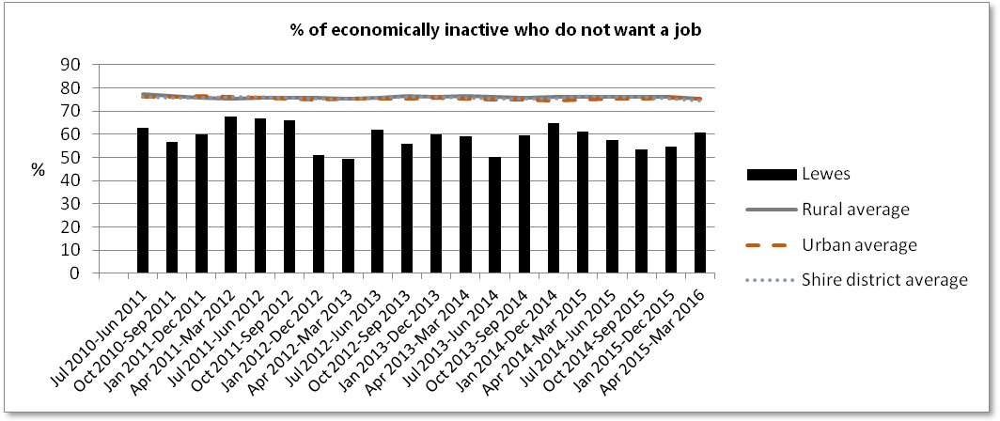 % of economically inactive who do not want a job
90
80
70
60
50
40
30
20
10
0
%
Jul 2010-Jun 2011
Oct 2010-Sep 2011
Jan 2011-Dec 2011
Apr 2011-Mar 2012
Jul 2011-Jun 2012
Oct 2011-Sep 2012
Jan 2012-Dec 2012
Apr 2012-Mar 2013
Jul 2012-Jun 2013
Oct 2012-Sep 2013
Jan 2013-Dec 2013
Apr 2013-Mar 2014
Jul 2013-Jun 2014
Oct 2013-Sep 2014
Jan 2014-Dec 2014
Apr 2014-Mar 2015
Jul 2014-Jun 2015
Oct 2014-Sep 2015
Jan 2015-Dec 2015
Apr 2015-Mar 2016
Lewes
Rural average
Urban average
Shire district average